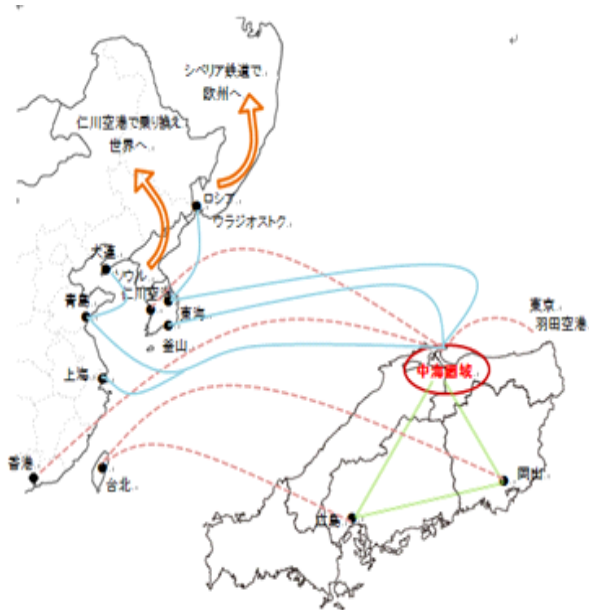 シベリア鉄道で
欧州へ
仁川空港で乗り換え
世界へ
ロシア
ウラジオストク
大連
ソウル
仁川空港
青島
東海
釜山
東京
羽田空港
上海
中海圏域
香港
台北
岡山
広島